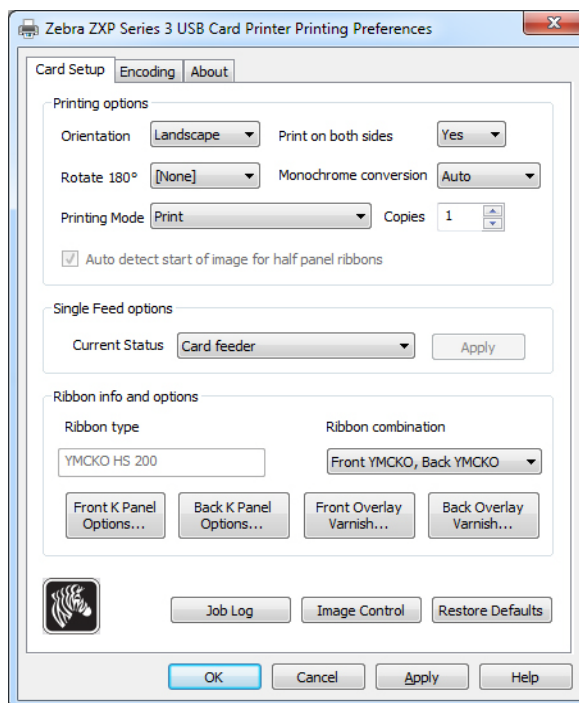 Zebra ZXP Series 3 USB Card Printer Printing Preferences
Card Setup Encoding About
Printing options
Orientation Landscape Print on both sides Yes
Rotate 180° [None] Monochrome conversion Auto
Printing Mode Print Copies 1
Auto detect start of image for half panel ribbons
Single Feed options
Current Status Card feeder Apply
Ribbon info and options
Ribbon type Ribbon combination
YMCKO HS 200 Front YMCKO, Back YMCKO
Front K Panel Back K Panel Front Overlay Back Overlay
Options... Options... Varnish... Varnish...
Job Log Image Control Restore Defaults
OK Cancel Apply Help